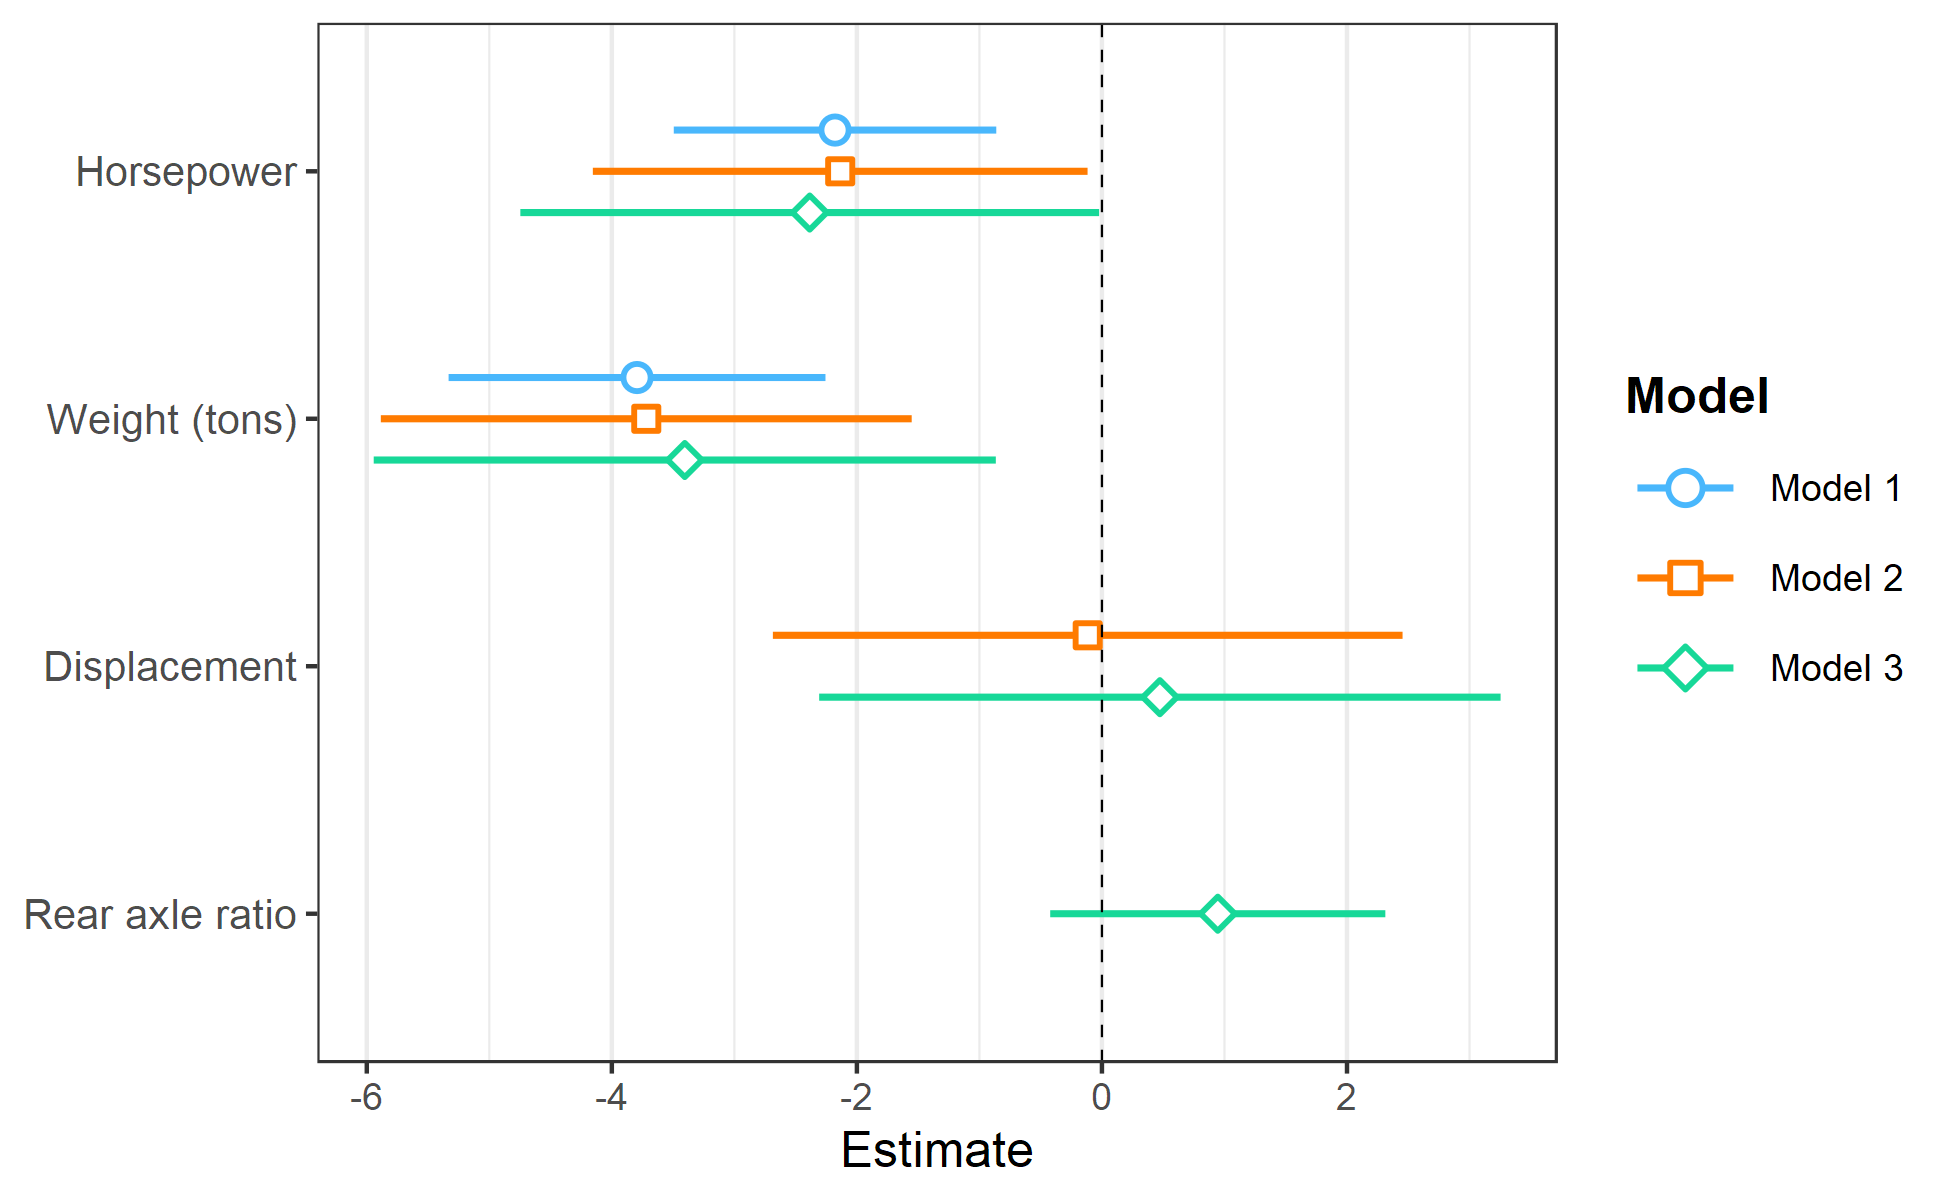 Horsepower
Weight (tons)
Displacement
Rear axle ratio
-6 -4 -2 0 2
Estimate
Model
Model 1
Model 2
Model 3